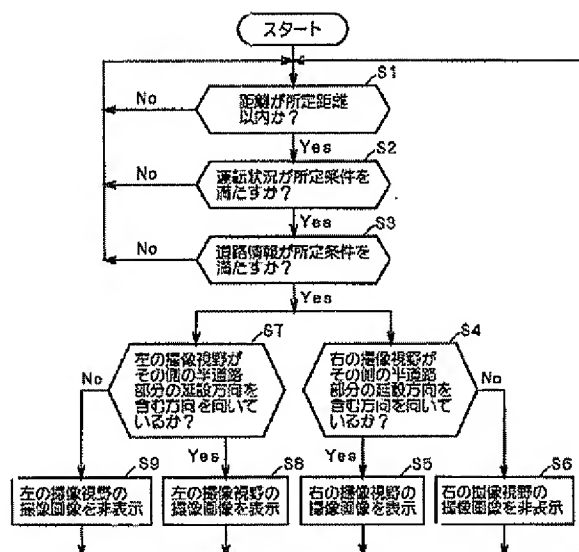 スタート
S1
距離が所定距離
以内か?
No
Yes
S2
運転状況が所定条件を
満たすか?
No
Yes
S3
道路情報が所定条件を
満たすか?
No
Yes
S7
左の撮像視野が
その側の半道路
部分の延設方向を
含む方向を向いて
いるか?
No
Yes
S4
右の撮像視野が
その側の半道路
部分の延設方向を
含む方向を向いて
いるか?
Yes
No
S9
左の撮像視野の
撮像画像を非表示
S8
左の撮像視野の
撮像画像を表示
S5
右の撮像視野の
撮像画像を表示
S6
右の撮像視野の
撮像画像を非表示